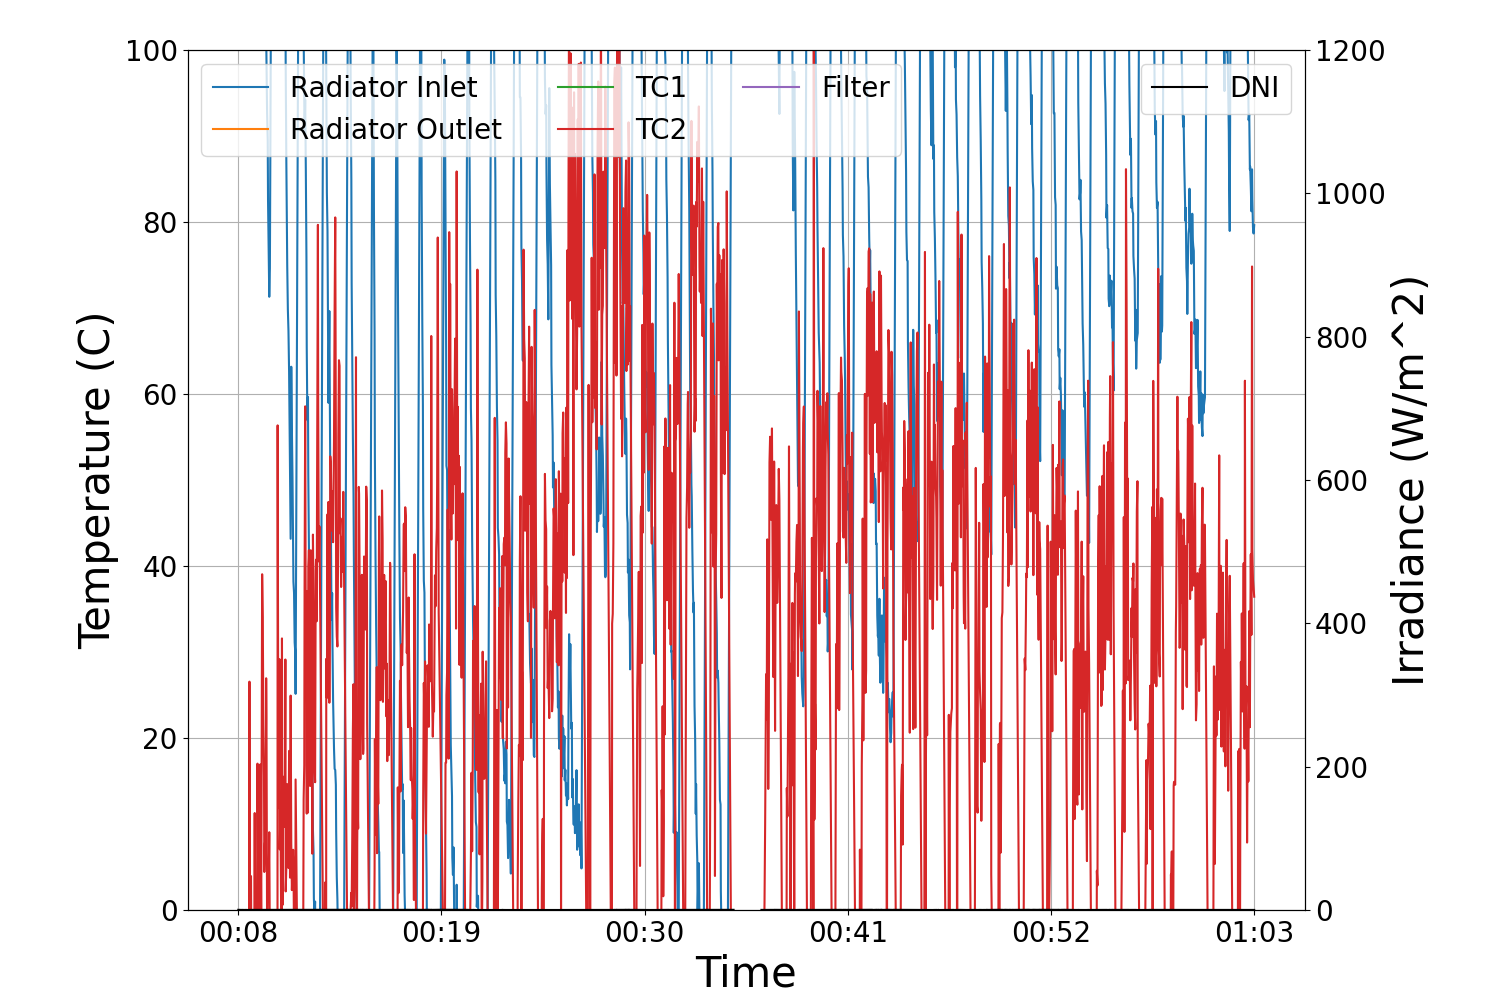 100
80
60
40
20
0
Temperature (C)
Radiator Inlet
Radiator Outlet
TC1
TC2
Filter
DNI
1200
1000
800
600
400
200
0
Irradiance (W/m^2)
00:08 00:19 00:30 00:41 00:52 01:03
Time